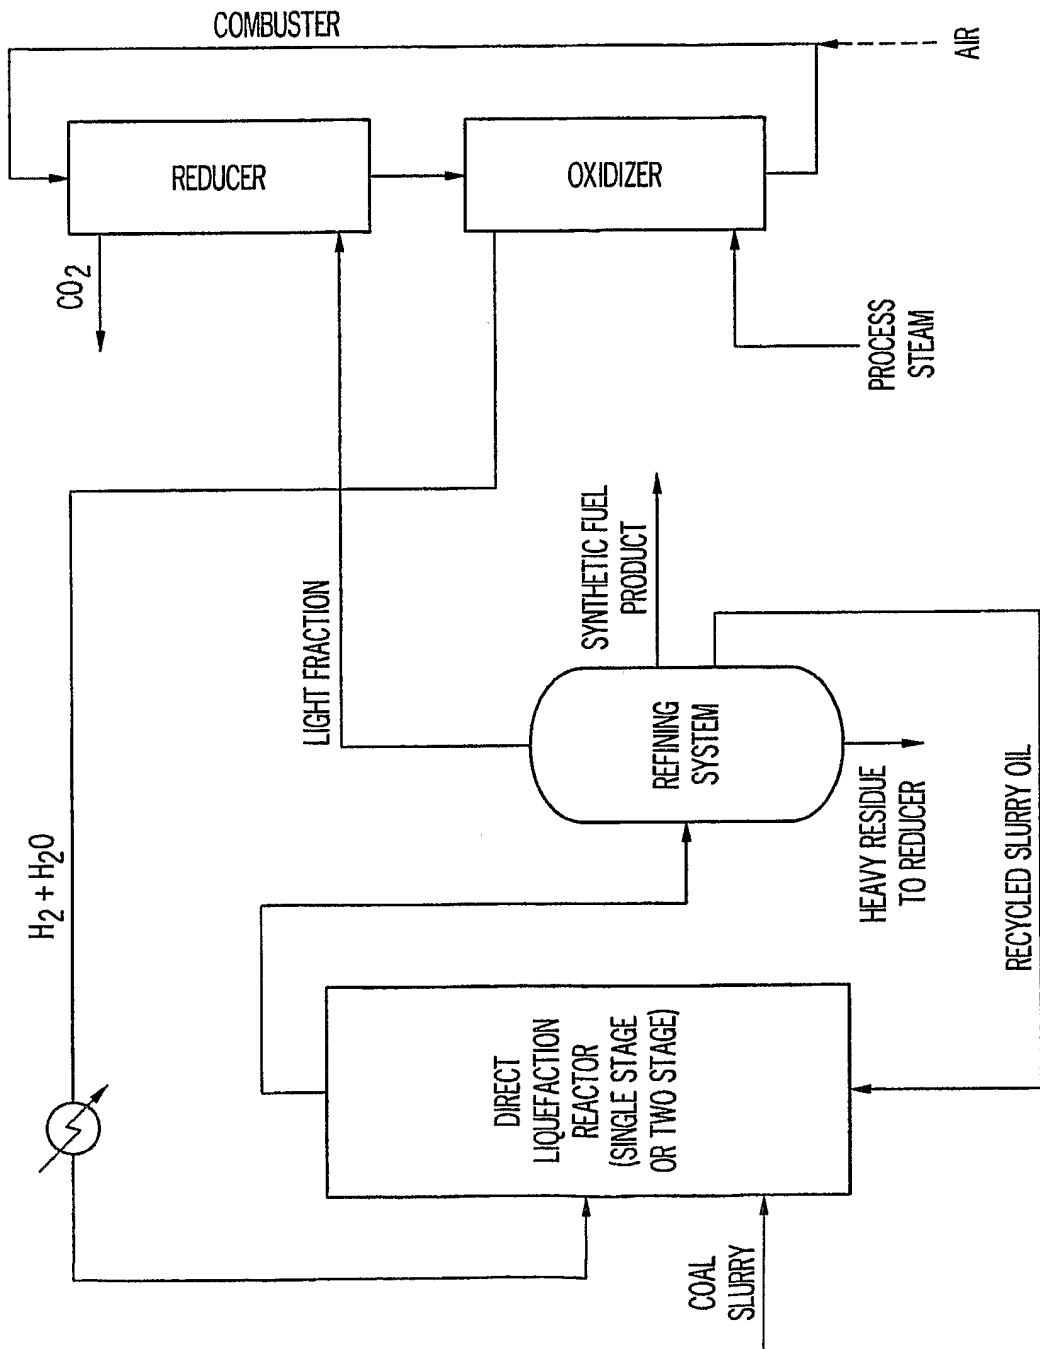 COMBUSTER
REDUCER
OXIDIZER
AIR
CO2
PROCESS
STEAM
H2 + H2O
LIGHT FRACTION
SYNTHETIC FUEL
PRODUCT
REFINING
SYSTEM
HEAVY RESIDUE
TO REDUCER
RECYCLED SLURRY OIL
DIRECT
LIQUEFACTION
REACTOR
(SINGLE STAGE
OR TWO STAGE)
COAL
SLURRY